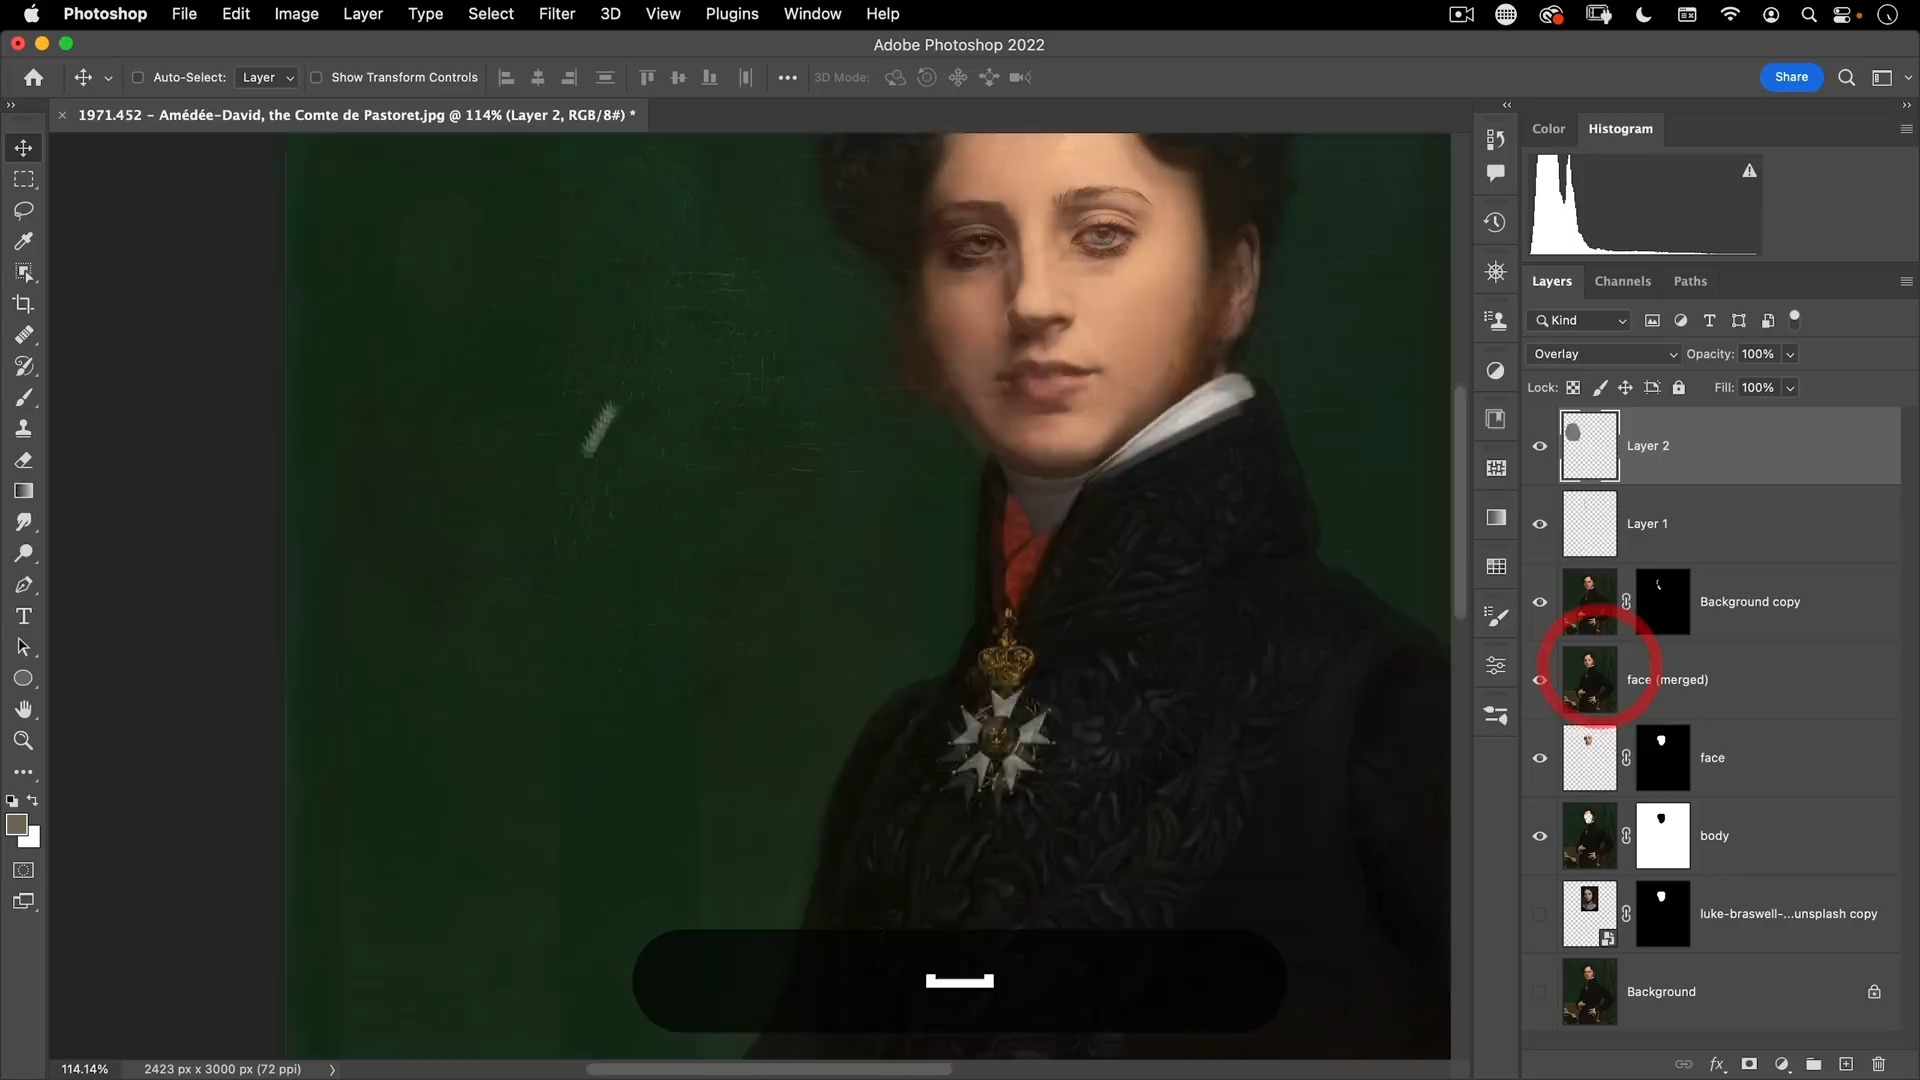 Photoshop File Edit Image Layer Type Select Filter 3D View Plugins Window Help
Adobe Photoshop 2022
Auto-Select: Layer Show Transform Controls 3D Mode: Share
1971.452 – Amédée-David, the Comte de Pastoret.jpg @ 114% (Layer 2, RGB/8#) *
Color Histogram
Layers Channels Paths
Kind
Overlay Opacity: 100%
Lock: Fill: 100%
Layer 2
Layer 1
Background copy
face (merged)
face
body
luke-braswell-...unsplash copy
Background
114.14% 2423 px x 3000 px (72 ppi)